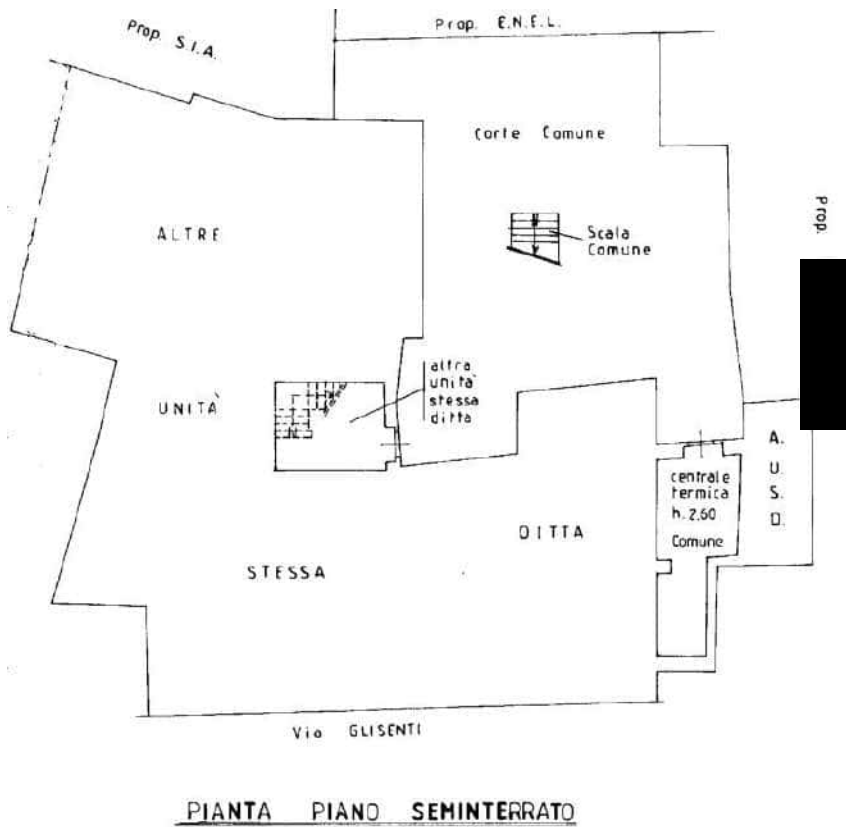 Prop. S.I.A.
Prop. E.N.E.L.
Corte Comune
Prop.
ALTRE
Scala
Comune
altra
unità
stessa
ditta
UNITÀ
A.
U.
S.
D.
centrale
termica
h. 2.60
Comune
DITTA
STESSA
Via GLISENTI
PIANTA PIANO SEMINTERRATO